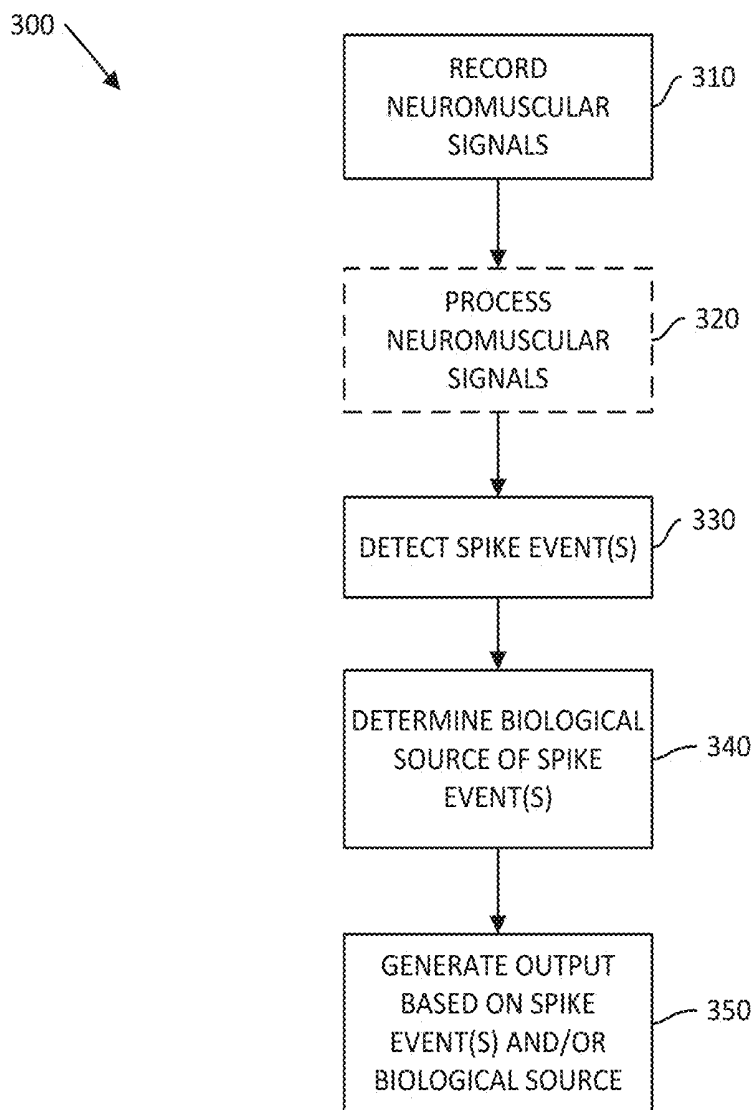 300
RECORD
NEUROMUSCULAR
SIGNALS
310
PROCESS
NEUROMUSCULAR
SIGNALS
320
DETECT SPIKE EVENT(S)
330
DETERMINE BIOLOGICAL
SOURCE OF SPIKE
EVENT(S)
340
GENERATE OUTPUT
BASED ON SPIKE
EVENT(S) AND/OR
BIOLOGICAL SOURCE
350